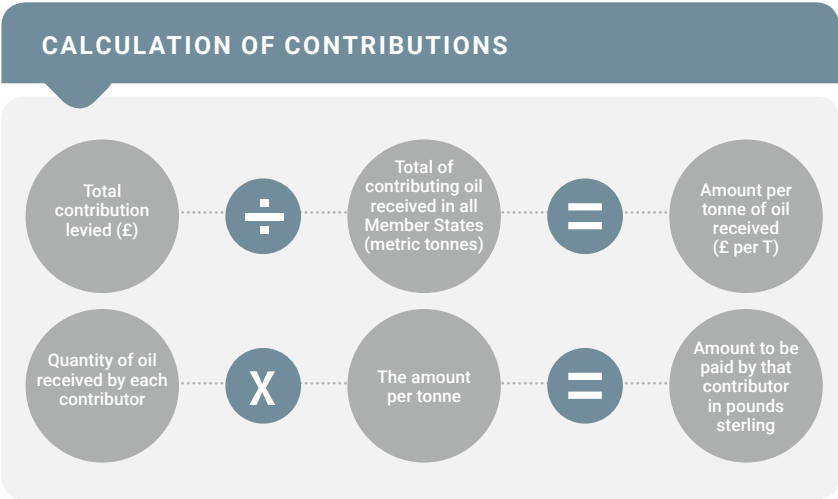 CALCULATION OF CONTRIBUTIONS
Total
contribution
levied (£)
÷
Total of
contributing oil
received in all
Member States
(metric tonnes)
=
Amount per
tonne of oil
received
(£ per T)
Quantity of oil
received by each
contributor
X
The amount
per tonne
=
Amount to be
paid by that
contributor
in pounds
sterling